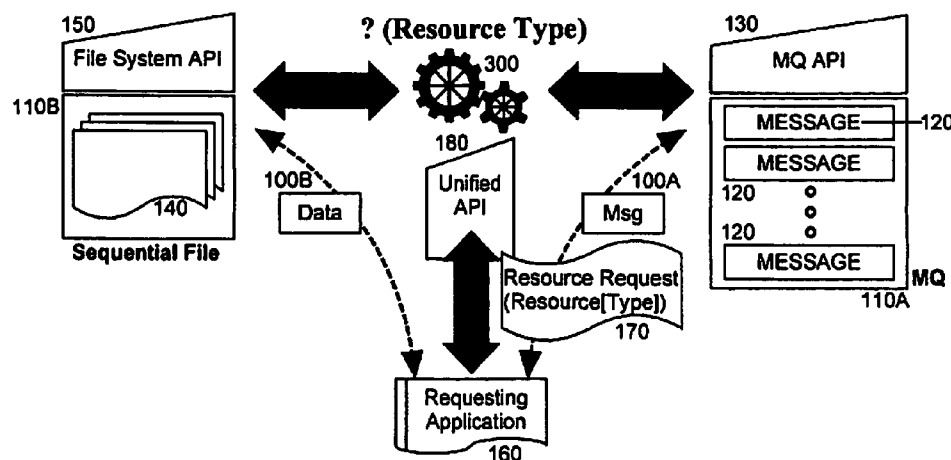 150
? (Resource Type)
130
File System API
300
MQ API
110B
MESSAGE
120
180
MESSAGE
100B
100A
120
140
Data
Unified
API
Msg
120
Sequential File
Resource Request
(Resource[Type])
MESSAGE
MQ
170
110A
Requesting
Application
160